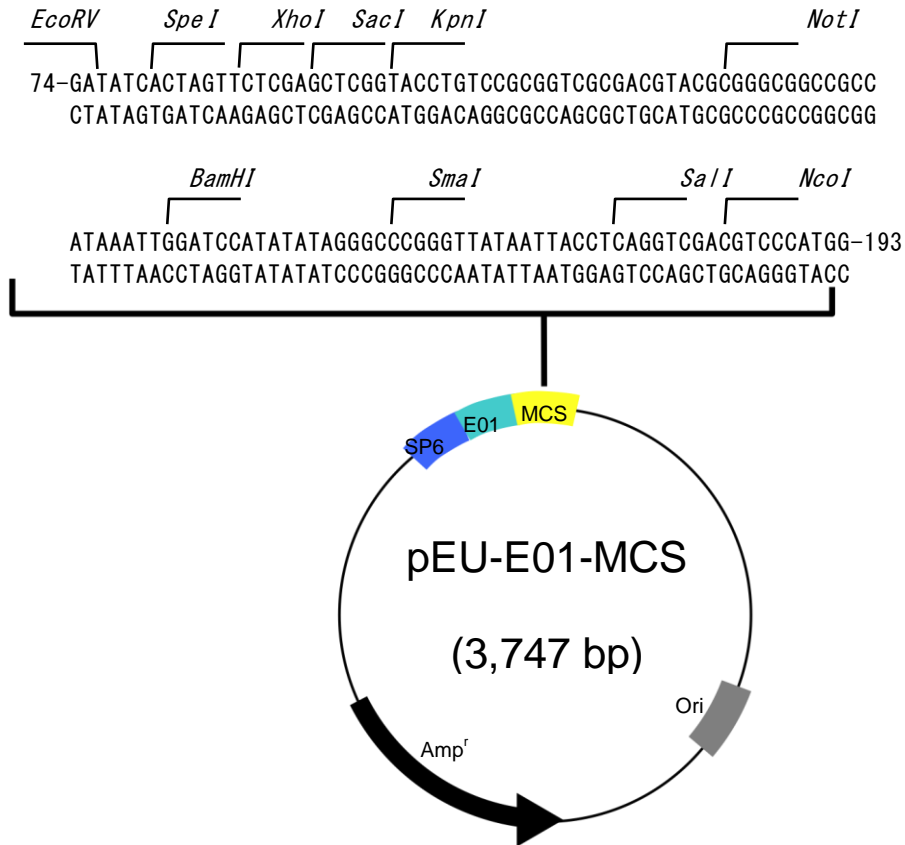 EcoRV SpeI XhoI SacI KpnI NotI
74-GATATCACTAGTTCTCGAGCTCGGTACCTGTCCGCGGTCGCGACGTACGCGGGCGGCCGCC
CTATAGTGATCAAGAGCTCGAGCCATGGACAGGCGCCAGCGCTGCATGCGCCCGCCGGCGG
BamHI SmaI SalI NcoI
ATAAATTGGATCCATATATAGGGCCCGGGTTATAATTACCTCAGGTCGACGTCCCATGG-193
TATTTAACCTAGGTATATATCCCGGGCCCAATATTAATGGAGTCCAGCTGCAGGGTACC
SP6 E01 MCS
pEU-E01-MCS
(3,747 bp)
Ori
Ampʳ